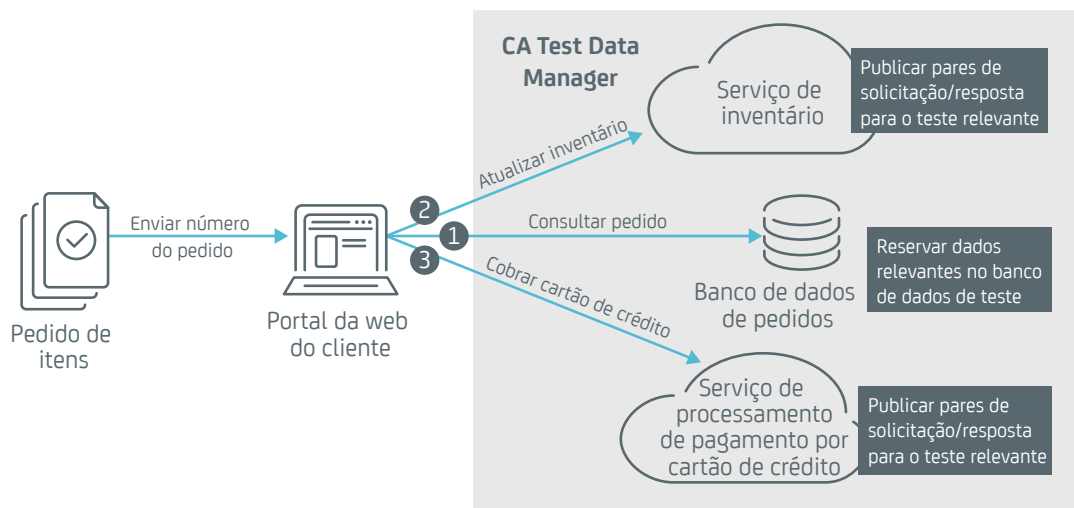 CA Test Data
Manager
Serviço de
inventário
Publicar pares de
solicitação/resposta
para o teste relevante
Atualizar inventário
2
Enviar número
do pedido
1
Consultar pedido
3
Cobrar cartão de crédito
Reservar dados
relevantes no banco
de dados de teste
Banco de dados
de pedidos
Pedido de
itens
Portal da web
do cliente
Serviço de
processamento
de pagamento por
cartão de crédito
Publicar pares de
solicitação/resposta
para o teste relevante